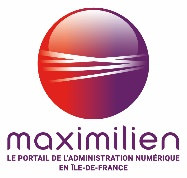 maximilien
LE PORTAIL DE L'ADMINISTRATION NUMÉRIQUE
EN ÎLE-DE-FRANCE